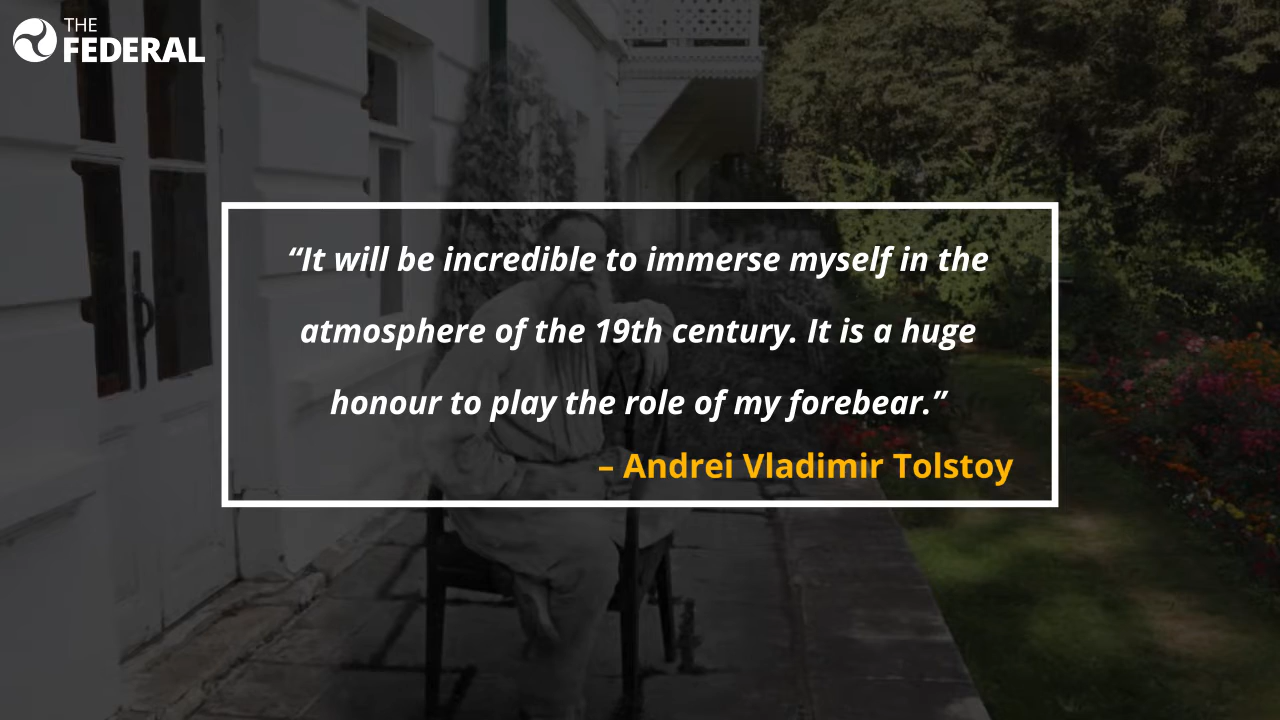 THE
FEDERAL
“It will be incredible to immerse myself in the
atmosphere of the 19th century. It is a huge
honour to play the role of my forebear.”
– Andrei Vladimir Tolstoy